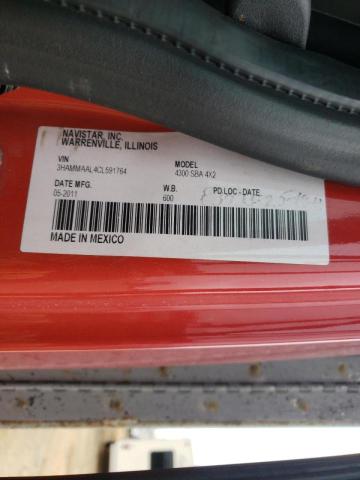 NAVISTAR, INC.
WARRENVILLE, ILLINOIS
VIN MODEL
3HAMMAAL4CL591764 4300 SBA 4X2
DATE MFG. W.B. PD/LOC - DATE.
05-2011 600
MADE IN MEXICO